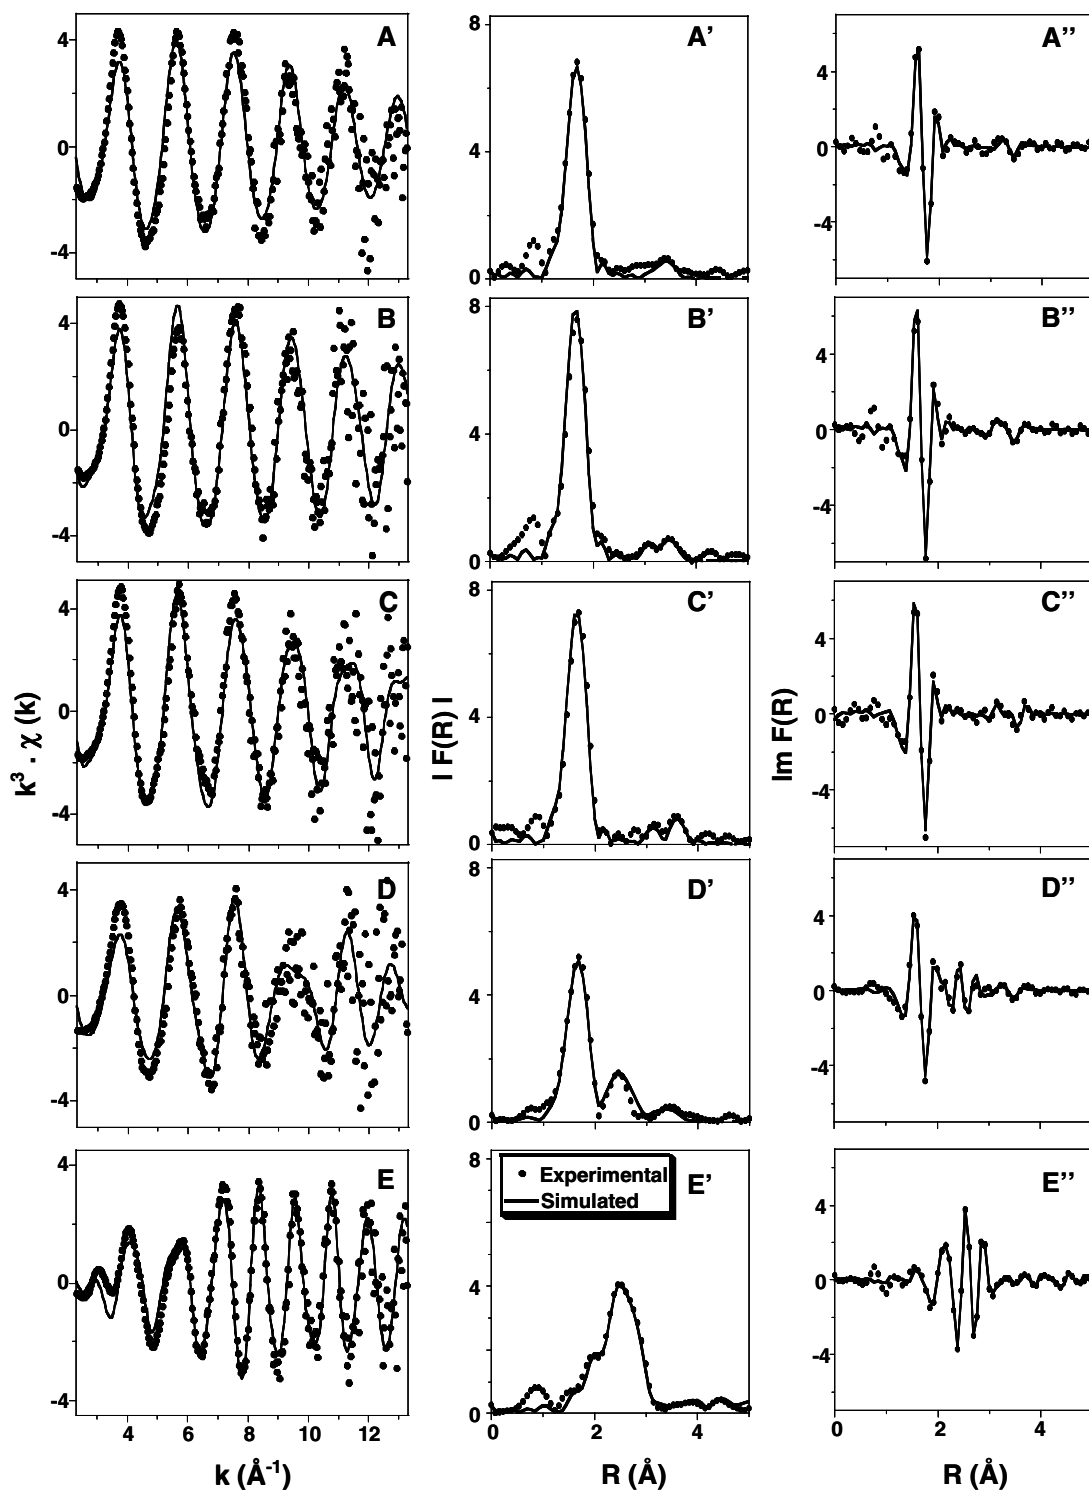 A
4
0
-4
8
4
0
A’
4
0
-4
A’’
B
4
0
-4
8
4
0
B’
4
0
-4
B’’
C
4
0
-4
8
4
0
C’
4
0
-4
C’’
k³ · χ (k)
I F(R) I
Im F(R)
D
4
0
-4
8
4
0
D’
4
0
-4
D’’
E
4
0
-4
8
4
0
Experimental
Simulated
E’
4
0
-4
E’’
4 6 8 10 12
0 2 4
0 2 4
k (Å⁻¹)
R (Å)
R (Å)